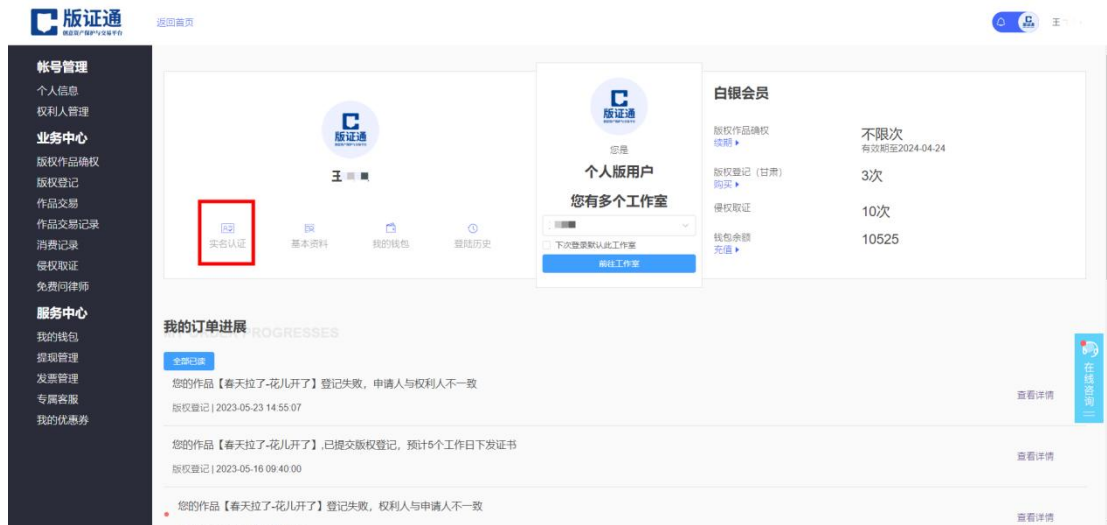 版证通
创意资产保护与交易平台
返回首页
王
帐号管理
个人信息
权利人管理
业务中心
版权作品确权
版权登记
作品交易
作品交易记录
消费记录
侵权取证
免费问律师
服务中心
我的钱包
提现管理
发票管理
专属客服
我的优惠券
版证通
王
实名认证
基本资料
我的钱包
登陆历史
版证通
您是
个人版用户
您有多个工作室
下次登录默认此工作室
前往工作室
白银会员
版权作品确权
续期
不限次
有效期至2024-04-24
版权登记（甘肃）
购买
3次
侵权取证
10次
钱包余额
充值
10525
我的订单进展
PROGRESSES
全部已读
您的作品【春天拉了-花儿开了】登记失败，申请人与权利人不一致
版权登记 | 2023-05-23 14:55:07
查看详情
您的作品【春天拉了-花儿开了】,已提交版权登记，预计5个工作日下发证书
版权登记 | 2023-05-16 09:40:00
查看详情
您的作品【春天拉了-花儿开了】登记失败，权利人与申请人不一致
查看详情
在线咨询